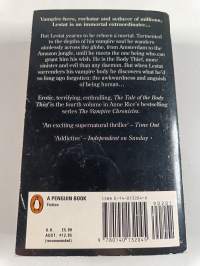 Vampire-hero, rockstar and seducer of millions,
Lestat is an immortal extraordinaire...
But Lestat yearns to be reborn a mortal. Tormented
in the depths of his vampire soul he wanders
aimlessly across the globe, from Amsterdam to the
Amazon jungle, until he meets the one being who can
grant him his wish. He is the Body Thief, more
sinister and evil than any daemon. But when Lestat
surrenders his vampire body he discovers what he'd
so long ago forgotten; the awkwardness and anguish
of being human...
Erotic, terrifying, enthralling, The Tale of the Body
Thief is the fourth volume in Anne Rice's bestselling
series The Vampire Chronicles.
'An exciting supernatural thriller' – Time Out
'Addictive' – Independent on Sunday
A PENGUIN BOOK
Fiction
U.K.
AUST.
(recommended)